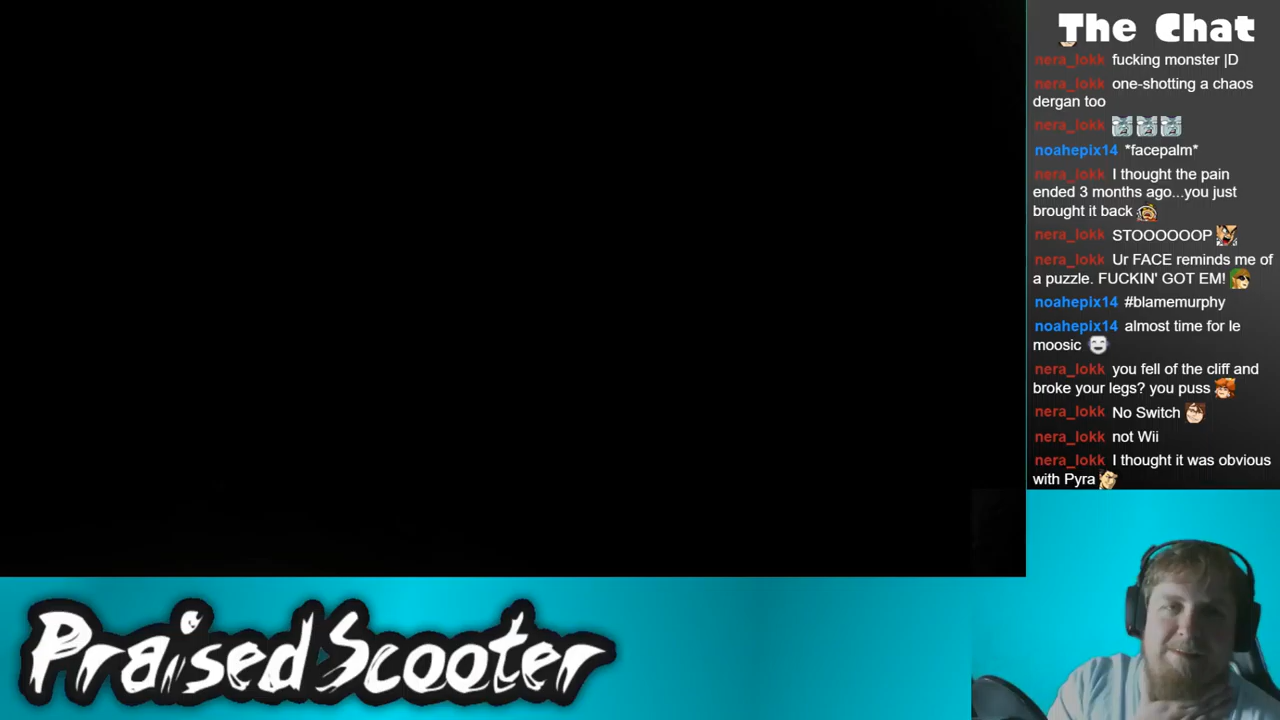 The Chat
nera_lokk fucking monster |D
nera_lokk one-shotting a chaos
dergan too
nera_lokk
noahepix14 *facepalm*
nera_lokk I thought the pain
ended 3 months ago...you just
brought it back
nera_lokk STOOOOOOP
nera_lokk Ur FACE reminds me of
a puzzle. FUCKIN' GOT EM!
noahepix14 #blamemurphy
noahepix14 almost time for le
moosic
nera_lokk you fell of the cliff and
broke your legs? you puss
nera_lokk No Switch
nera_lokk not Wii
nera_lokk I thought it was obvious
with Pyra
PraisedScooter